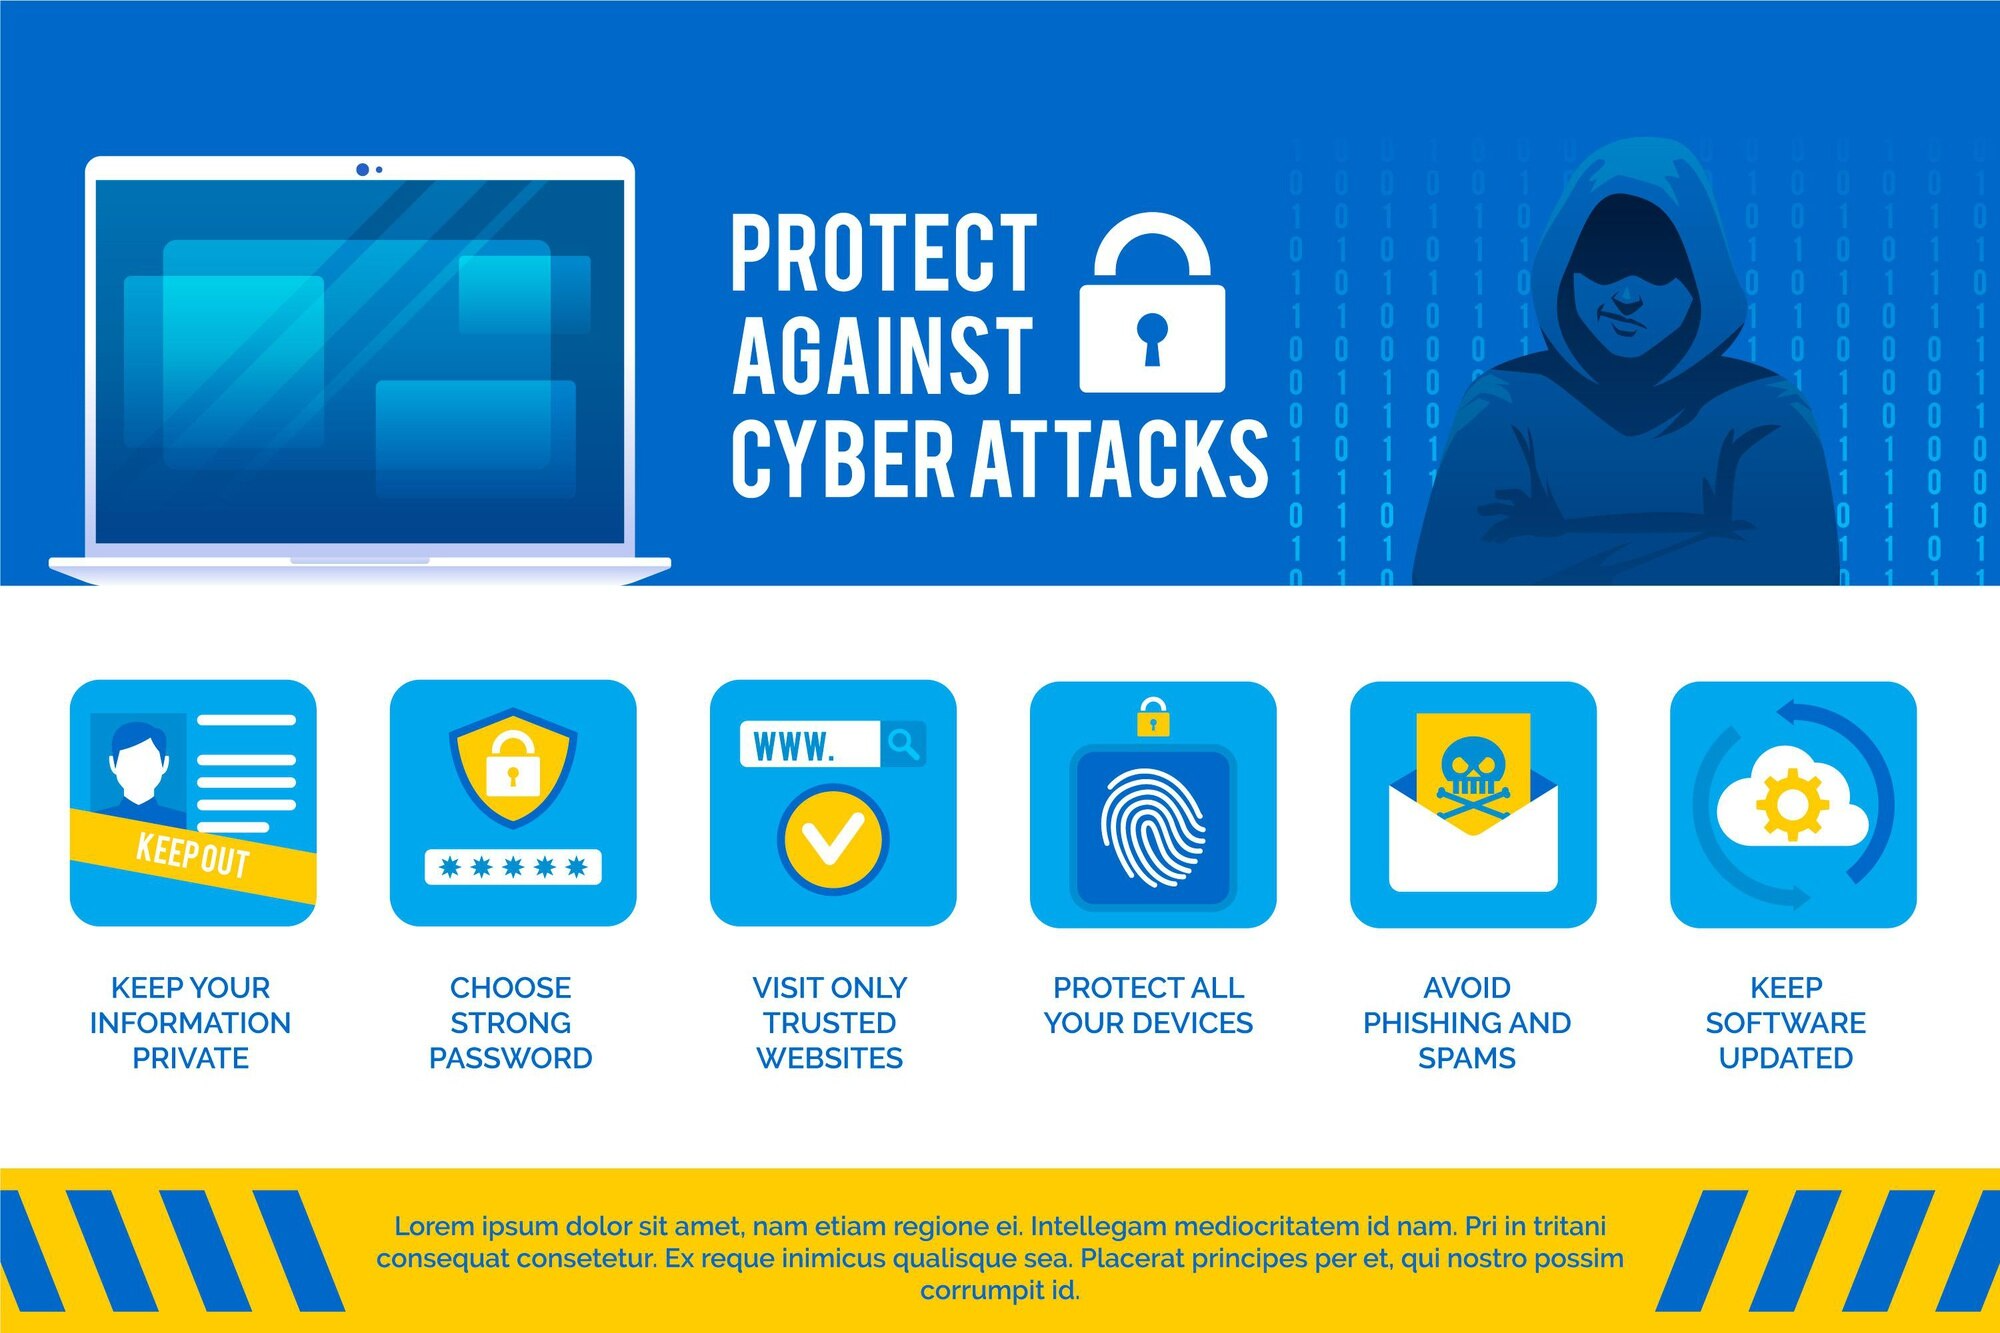 PROTECT
AGAINST
CYBER ATTACKS
KEEP OUT
*****
WWW.
KEEP YOUR
INFORMATION
PRIVATE
CHOOSE
STRONG
PASSWORD
VISIT ONLY
TRUSTED
WEBSITES
PROTECT ALL
YOUR DEVICES
AVOID
PHISHING AND
SPAMS
KEEP
SOFTWARE
UPDATED
Lorem ipsum dolor sit amet, nam etiam regione ei. Intellegam mediocritatem id nam. Pri in tritani
consequat consetetur. Ex reque inimicus qualisque sea. Placerat principes per et, qui nostro possim
corrumpit id.